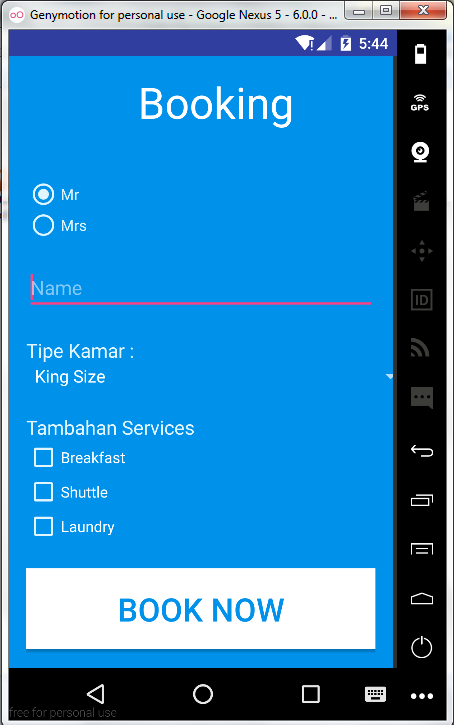 Genymotion for personal use - Google Nexus 5 - 6.0.0 - ...
5:44
GPS
Booking
Mr
Mrs
ID
Name
Tipe Kamar :
King Size
Tambahan Services
Breakfast
Shuttle
Laundry
BOOK NOW
free for personal use